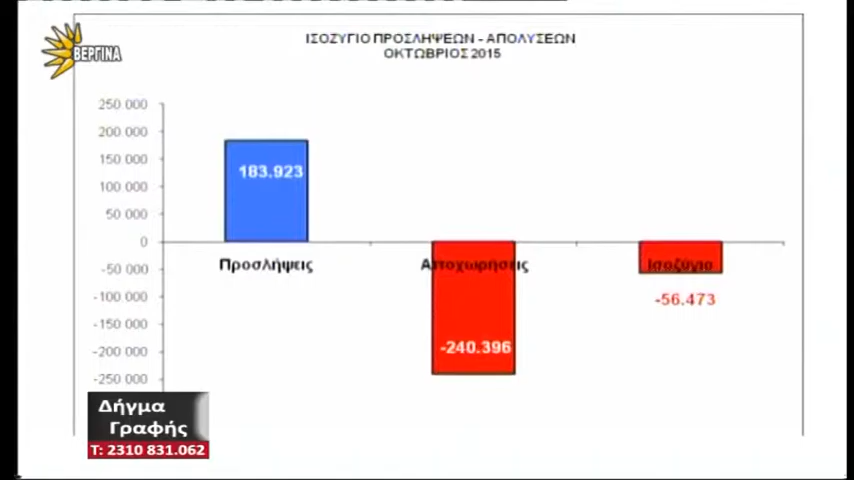 ΒΕΡΓΙΝΑ
ΙΣΟΖΥΓΙΟ ΠΡΟΣΛΗΨΕΩΝ - ΑΠΟΛΥΣΕΩΝ
ΟΚΤΩΒΡΙΟΣ 2015
250 000
200 000
150 000
100 000
50 000
0
-50 000
-100 000
-150 000
-200 000
-250 000
183.923
Προσλήψεις
Αποχωρήσεις
Ισοζύγιο
-56.473
-240.396
Δήγμα
Γραφής
Τ: 2310 831.062